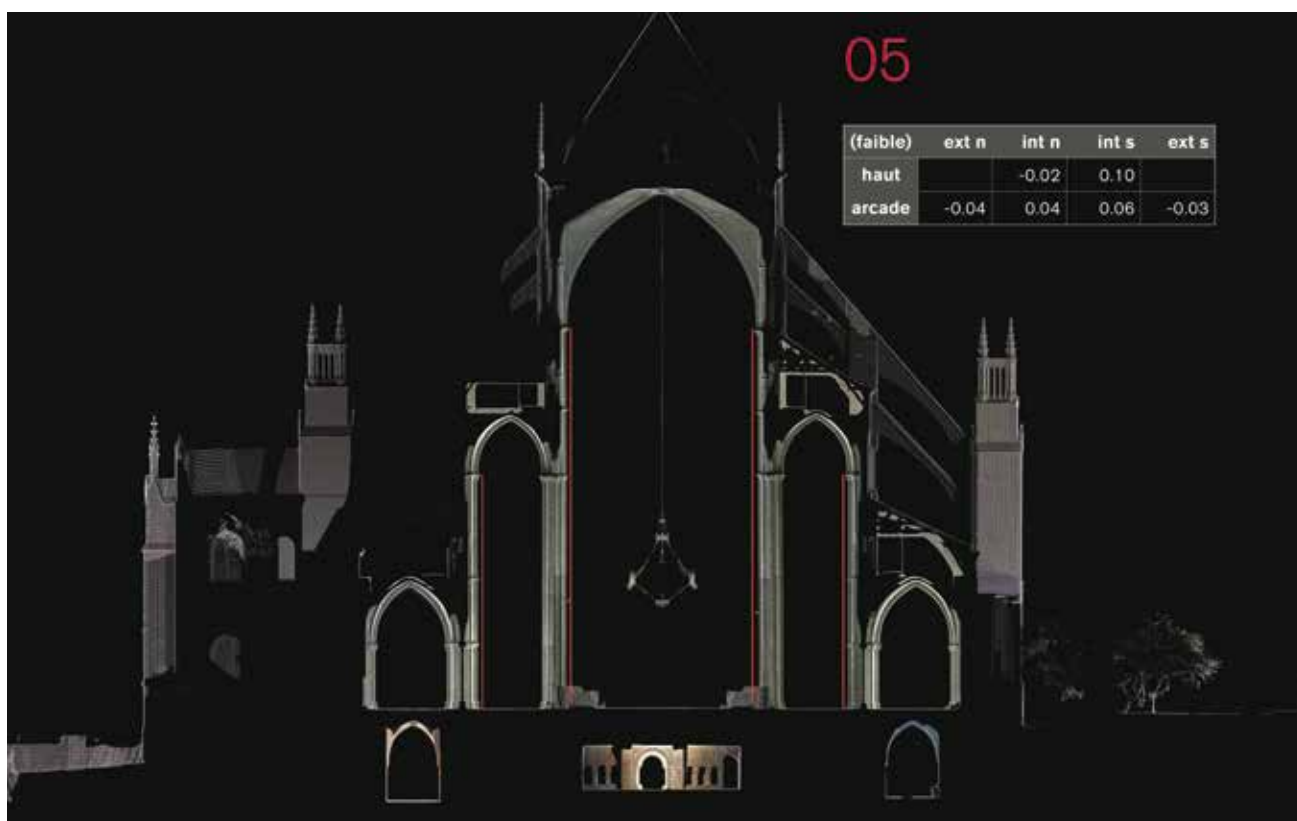 05
(faible) ext n int n int s ext s
haut -0.02 0.10
arcade -0.04 0.04 0.06 -0.03